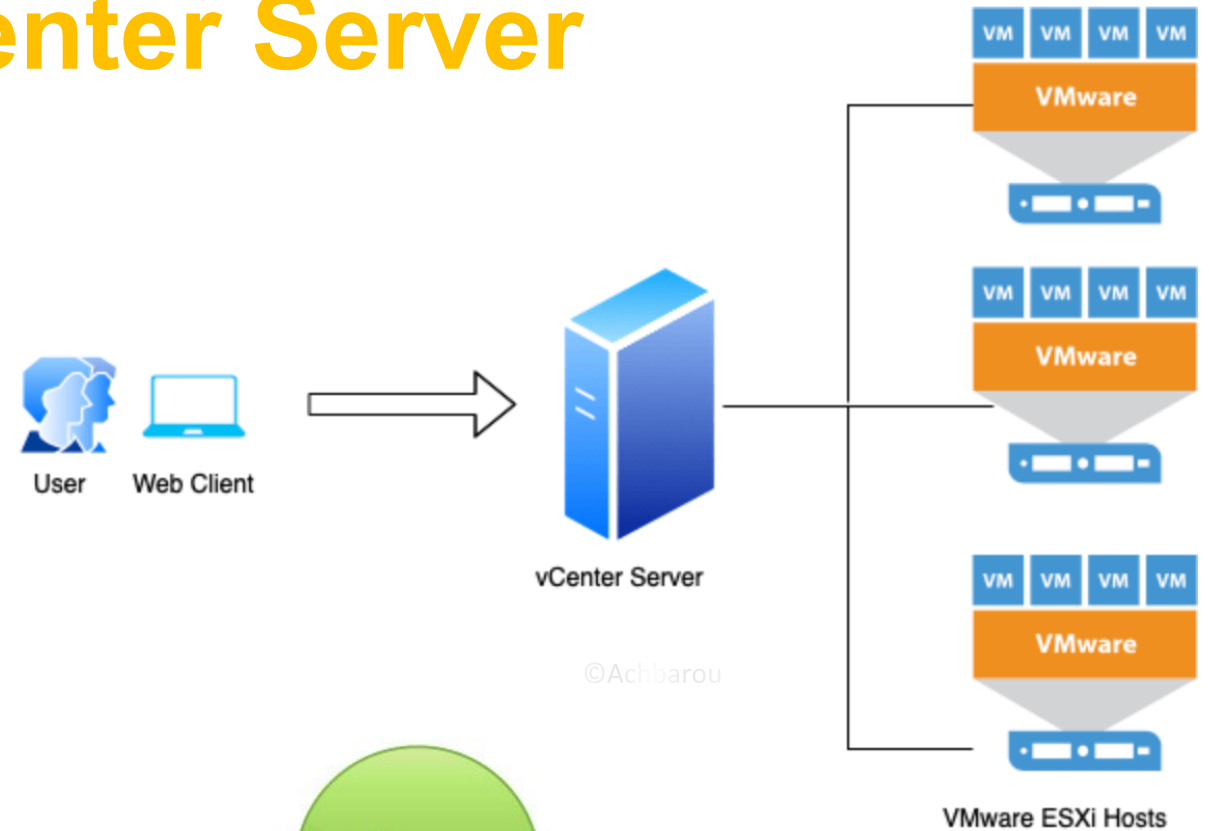 enter Server
VM VM VM VM
VMware
VM VM VM VM
VMware
User
Web Client
vCenter Server
VM VM VM VM
VMware
©Achbarou
VMware ESXi Hosts